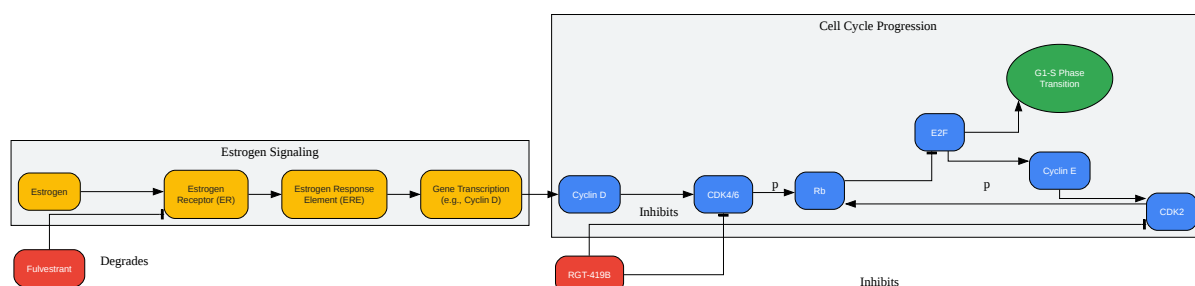 Cell Cycle Progression
G1-S Phase
Transition
E2F
Estrogen Signaling
Estrogen
Estrogen
Receptor (ER)
Estrogen Response
Element (ERE)
Gene Transcription
(e.g., Cyclin D)
Cyclin D
CDK4/6
p
Rb
Cyclin E
p
CDK2
Inhibits
Fulvestrant
Degrades
RGT-419B
Inhibits